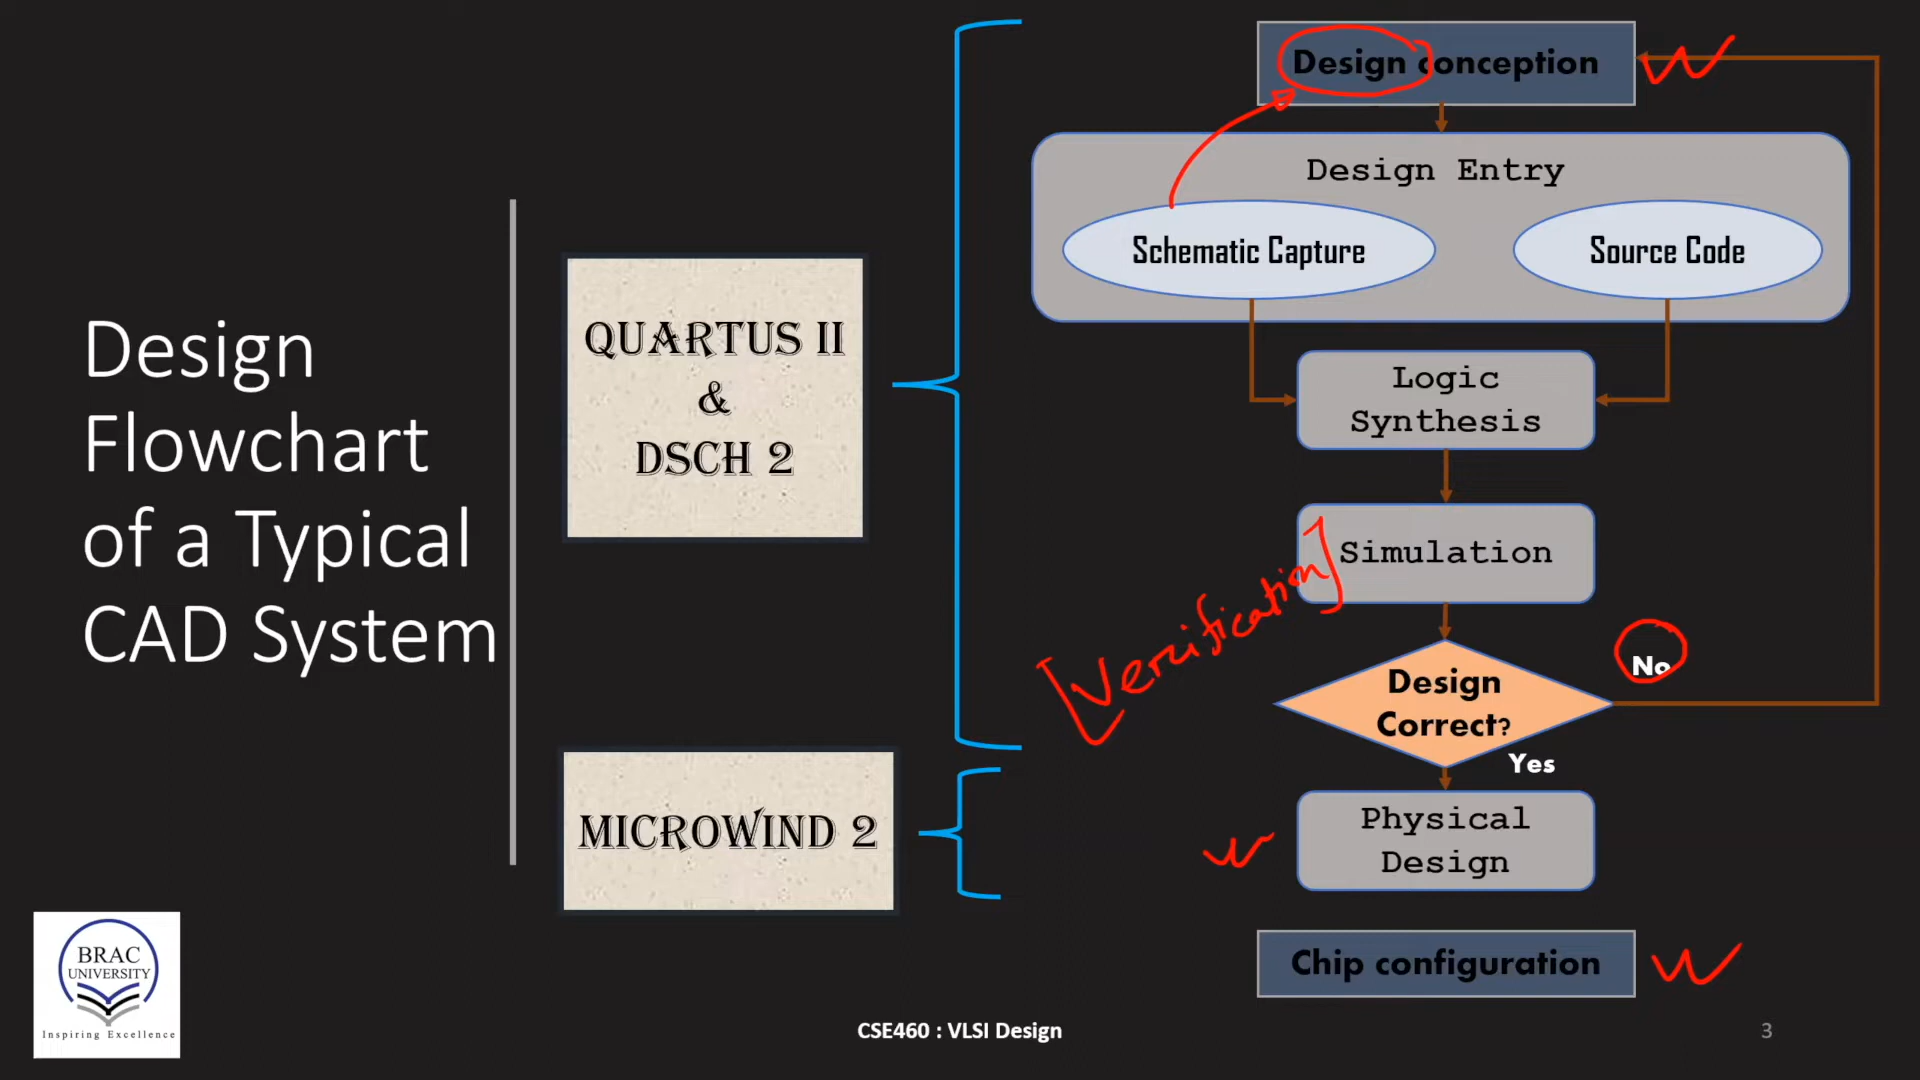 Design
Flowchart
of a Typical
CAD System
QUARTUS II
&
DSCH 2
MICROWIND 2
Design conception
Design Entry
Schematic Capture
Source Code
Logic
Synthesis
Simulation
[Verification]
Design
Correct?
No
Yes
Physical
Design
Chip configuration
BRAC
UNIVERSITY
Inspiring Excellence
CSE460 : VLSI Design
3